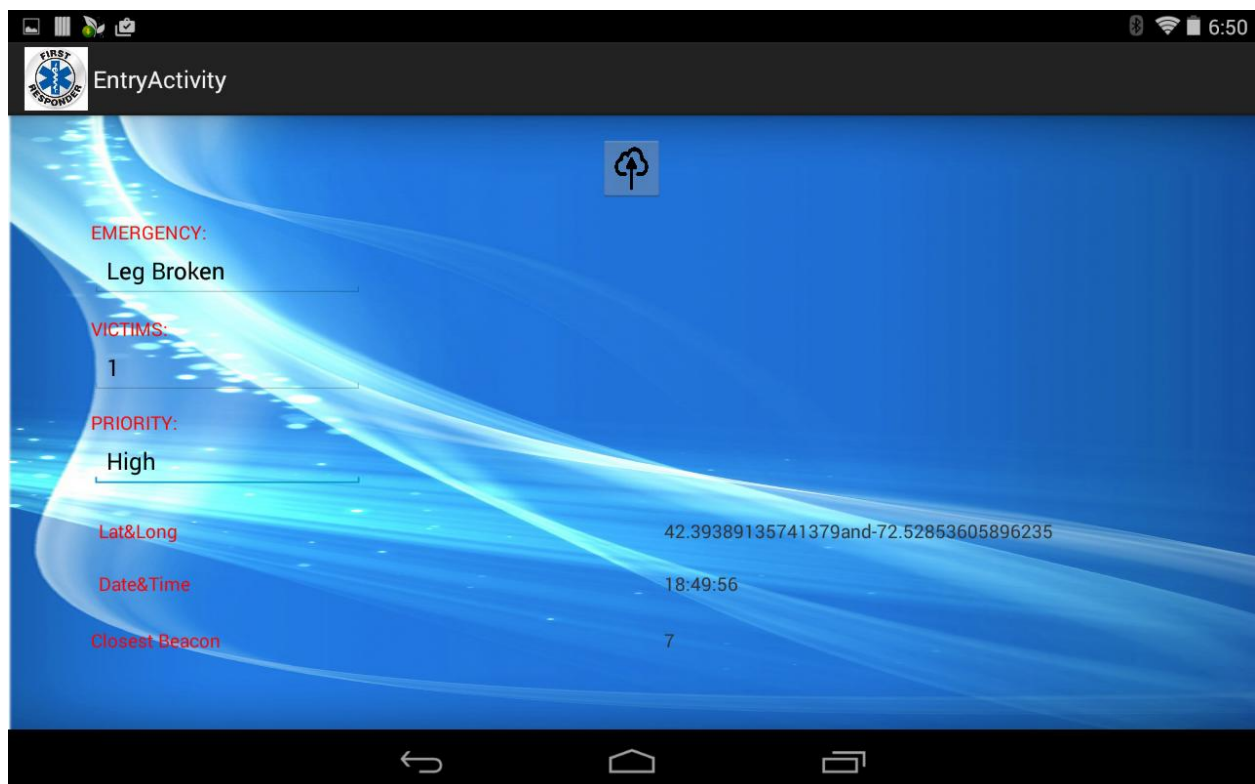 6:50
FIRST
RESPONDER
EntryActivity
EMERGENCY:
Leg Broken
VICTIMS:
1
PRIORITY:
High
Lat&Long 42.39389135741379and-72.52853605896235
Date&Time 18:49:56
Closest Beacon 7